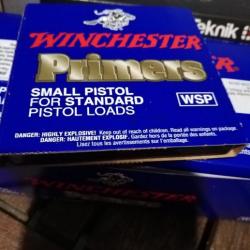 Teknik
WINCHESTER
Primers
SMALL PISTOL
FOR STANDARD
PISTOL LOADS
WSP
DANGER: HIGHLY EXPLOSIVE! Keep out of reach of children. Read all warnings on package.
DANGER: HAUTEMENT EXPLOSIF. Gardez hors de la portée des enfants.
Lisez tous les avertissements sur l'emballage.
WINCHESTER